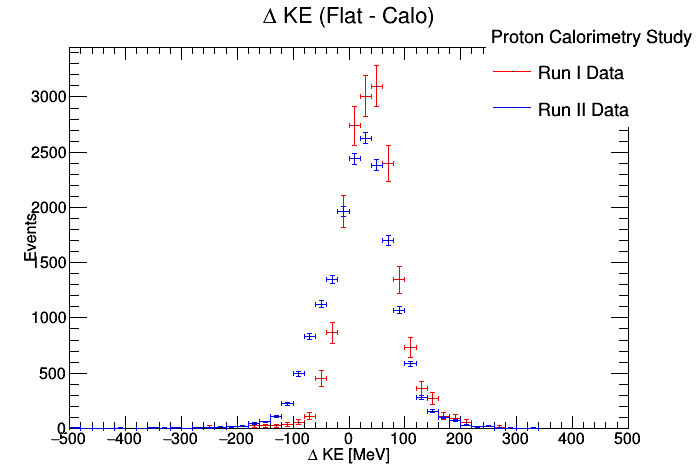 Δ KE (Flat - Calo)
Proton Calorimetry Study
Run I Data
Run II Data
Events
3000
2500
2000
1500
1000
500
0
−500 −400 −300 −200 −100 0 100 200 300 400 500
Δ KE [MeV]